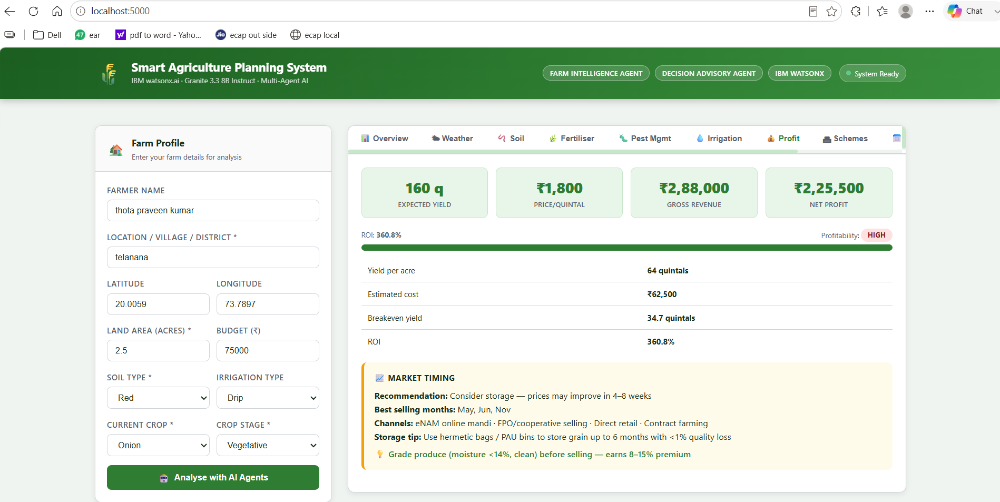 localhost:5000
Chat
Dell
ear
pdf to word - Yaho...
ecap out side
ecap local
Smart Agriculture Planning System
IBM watsonx.ai · Granite 3.3 8B Instruct · Multi-Agent AI
FARM INTELLIGENCE AGENT
DECISION ADVISORY AGENT
IBM WATSONX
System Ready
Farm Profile
Enter your farm details for analysis
FARMER NAME
thota praveen kumar
LOCATION / VILLAGE / DISTRICT *
telanana
LATITUDE LONGITUDE
20.0059 73.7897
LAND AREA (ACRES) * BUDGET (₹)
2.5 75000
SOIL TYPE * IRRIGATION TYPE
Red Drip
CURRENT CROP * CROP STAGE *
Onion Vegetative
Analyse with AI Agents
Overview Weather Soil Fertiliser Pest Mgmt Irrigation Profit Schemes
160 q ₹1,800 ₹2,88,000 ₹2,25,500
EXPECTED YIELD PRICE/QUINTAL GROSS REVENUE NET PROFIT
ROI: 360.8% Profitability: HIGH
Yield per acre 64 quintals
Estimated cost ₹62,500
Breakeven yield 34.7 quintals
ROI 360.8%
MARKET TIMING
Recommendation: Consider storage — prices may improve in 4–8 weeks
Best selling months: May, Jun, Nov
Channels: eNAM online mandi · FPO/cooperative selling · Direct retail · Contract farming
Storage tip: Use hermetic bags / PAU bins to store grain up to 6 months with <1% quality loss
Grade produce (moisture <14%, clean) before selling — earns 8–15% premium